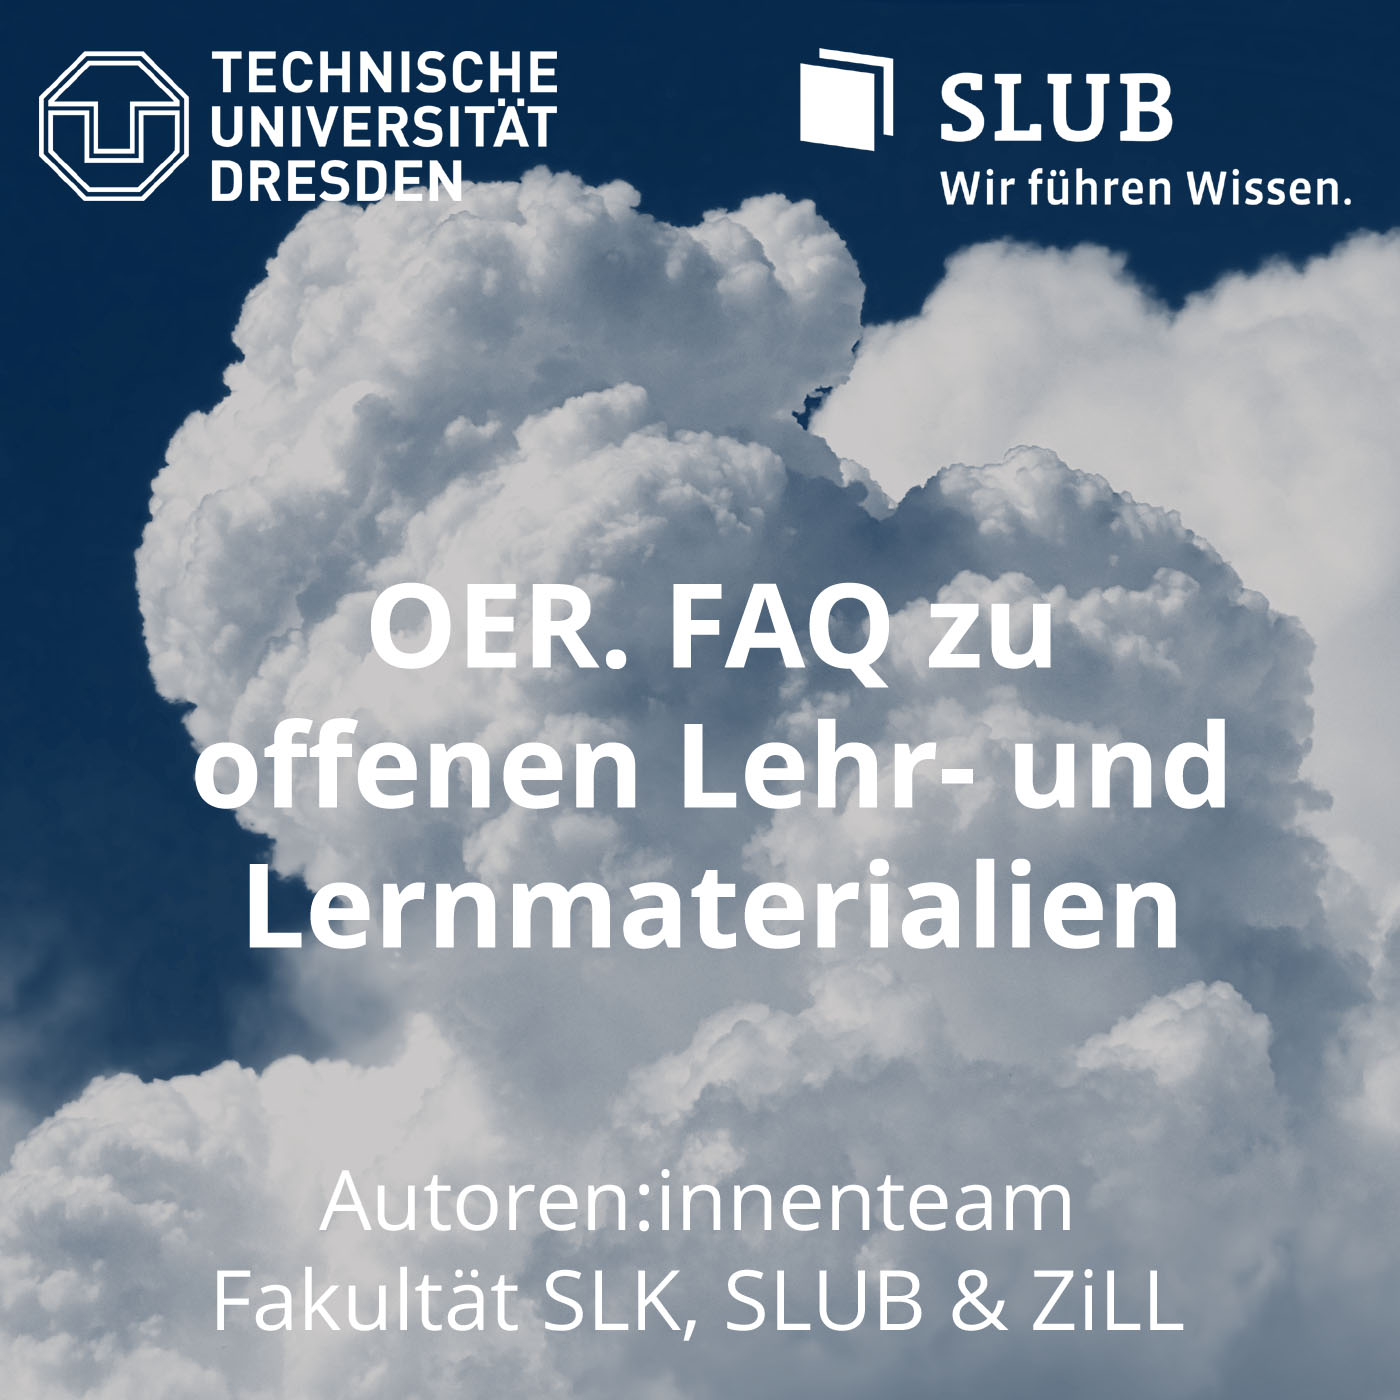 TECHNISCHE
UNIVERSITÄT
DRESDEN
SLUB
Wir führen Wissen.
OER. FAQ zu
offenen Lehr- und
Lernmaterialien
Autoren:innenteam
Fakultät SLK, SLUB & ZiLL